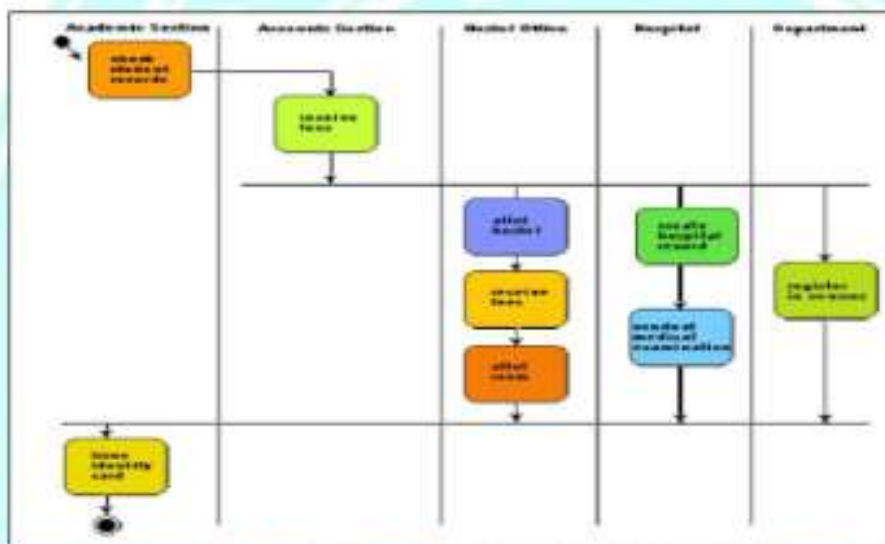 Academic Section
Accounts Section
Hostel Office
Hospital
Department
check
student
records
receive
fees
allot
hostel
create
hospital
record
register
in course
receive
fees
conduct
medical
examination
allot
room
issue
identity
card